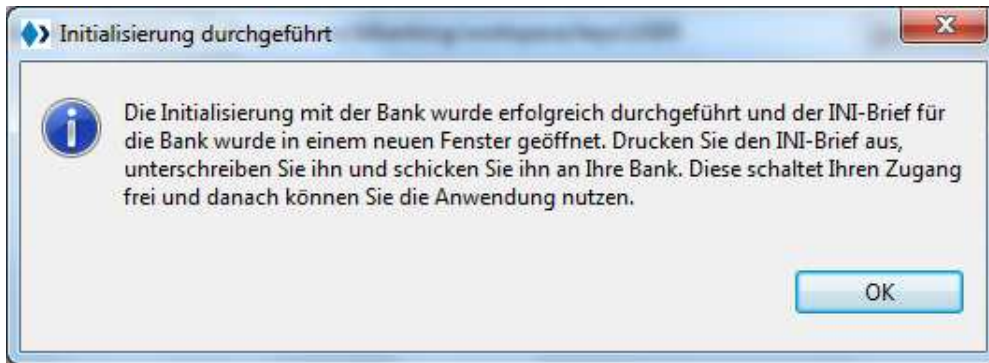 Initialisierung durchgeführt
Die Initialisierung mit der Bank wurde erfolgreich durchgeführt und der INI-Brief für
die Bank wurde in einem neuen Fenster geöffnet. Drucken Sie den INI-Brief aus,
unterschreiben Sie ihn und schicken Sie ihn an Ihre Bank. Diese schaltet Ihren Zugang
frei und danach können Sie die Anwendung nutzen.
OK